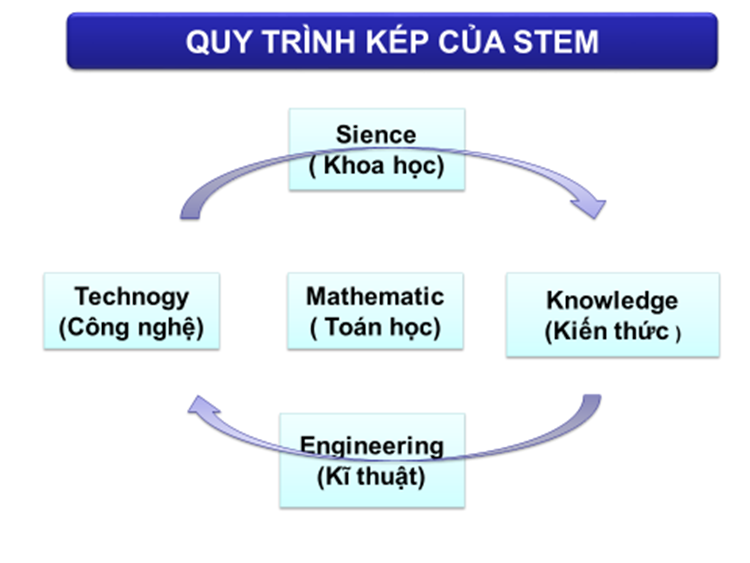 QUY TRÌNH KÉP CỦA STEM
Sience
( Khoa học)
Technogy
(Công nghệ)
Mathematic
( Toán học)
Knowledge
(Kiến thức )
Engineering
(Kĩ thuật)